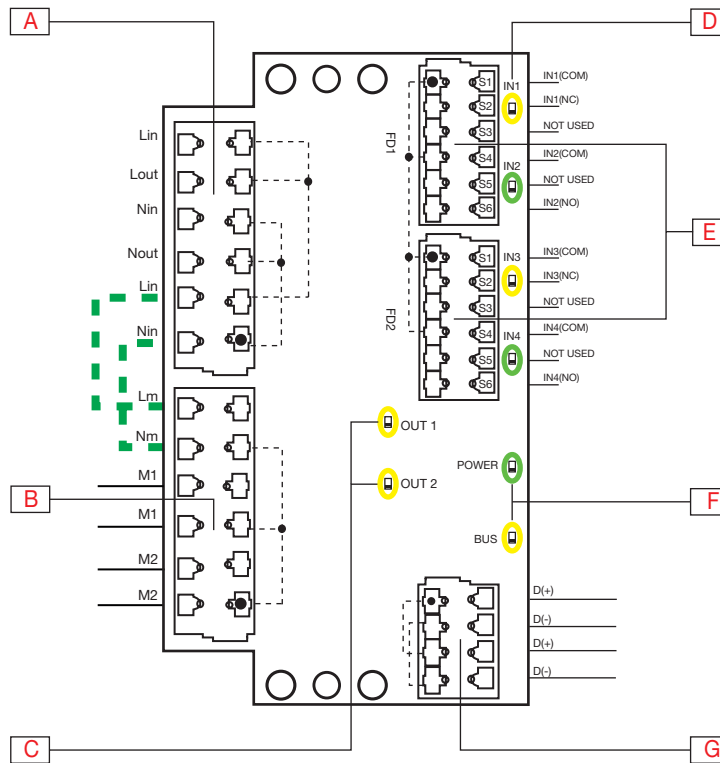 A
D
Lin
Lout
Nin
Nout
Lin
Nin
Lm
Nm
M1
M1
M2
M2
B
C
FD1
S1
S2
S3
S4
S5
S6
IN1
IN2
IN1(COM)
IN1(NC)
NOT USED
IN2(COM)
NOT USED
IN2(NO)
E
FD2
S1
S2
S3
S4
S5
S6
IN3
IN4
IN3(COM)
IN3(NC)
NOT USED
IN4(COM)
NOT USED
IN4(NO)
OUT 1
OUT 2
POWER
BUS
F
D(+)
D(-)
D(+)
D(-)
G